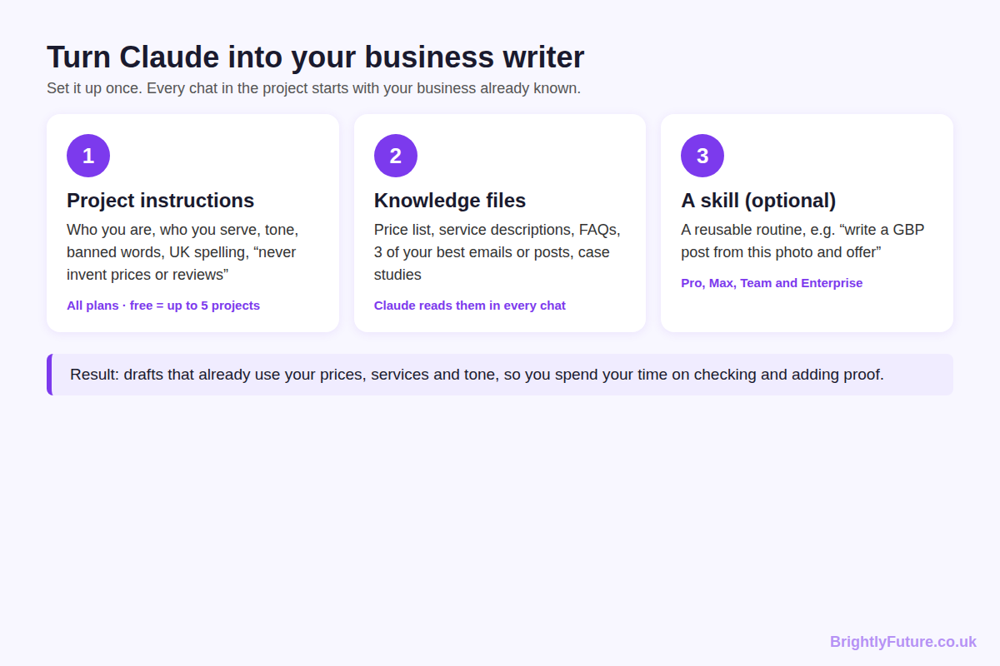 Turn Claude into your business writer
Set it up once. Every chat in the project starts with your business already known.
1
Project instructions
Who you are, who you serve, tone,
banned words, UK spelling, “never
invent prices or reviews”
All plans · free = up to 5 projects
2
Knowledge files
Price list, service descriptions, FAQs,
3 of your best emails or posts, case
studies
Claude reads them in every chat
3
A skill (optional)
A reusable routine, e.g. “write a GBP
post from this photo and offer”
Pro, Max, Team and Enterprise
Result: drafts that already use your prices, services and tone, so you spend your time on checking and adding proof.
BrightlyFuture.co.uk